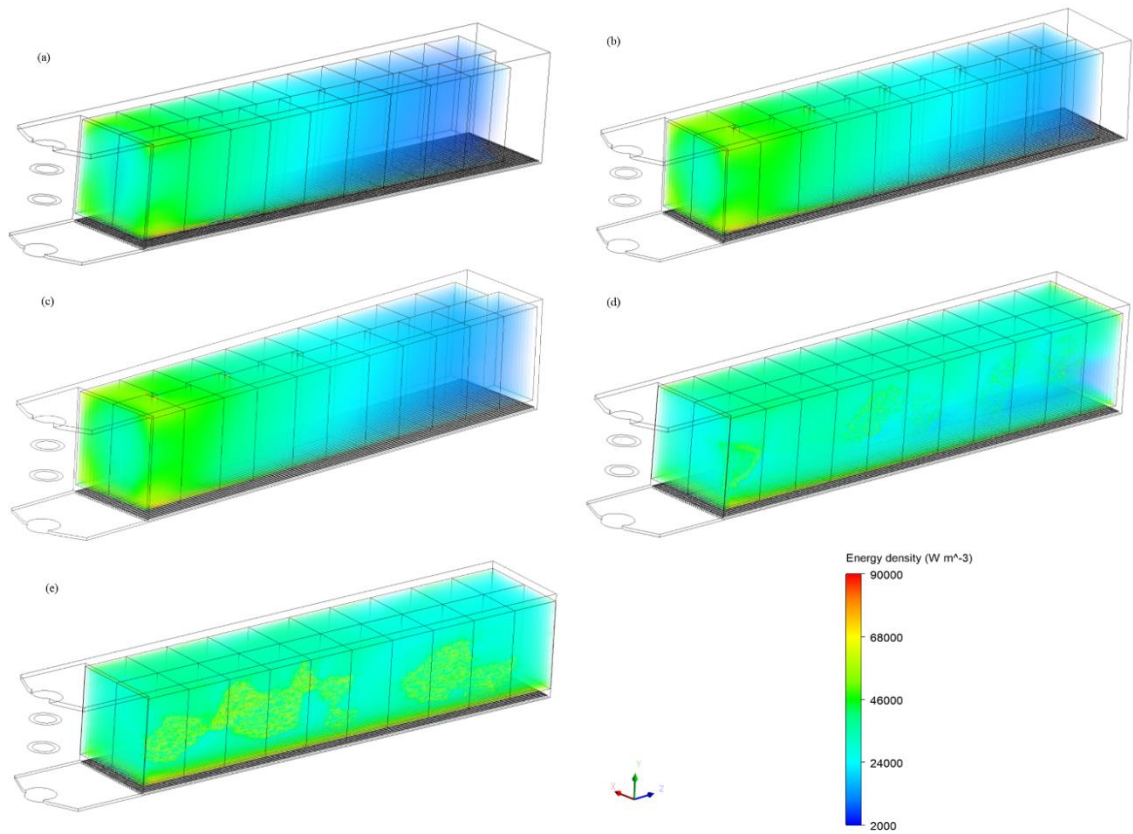 (a)
(b)
(c)
(d)
(e)
Energy density (W m^-3)
90000
68000
46000
24000
2000
Y
X
Z